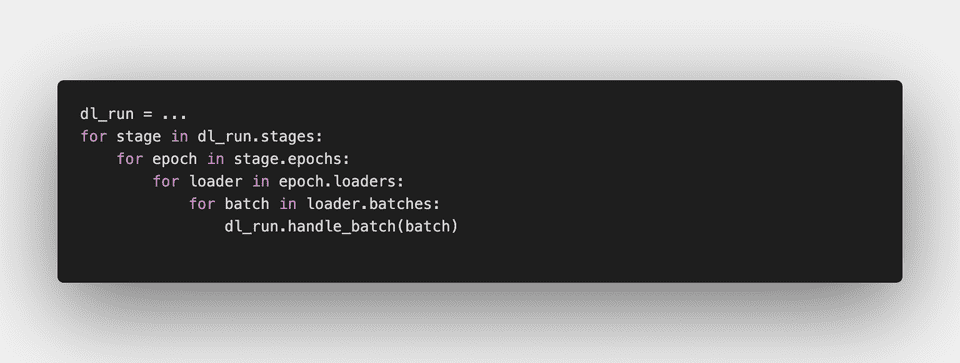 dl_run = ...
for stage in dl_run.stages:
    for epoch in stage.epochs:
        for loader in epoch.loaders:
            for batch in loader.batches:
                dl_run.handle_batch(batch)